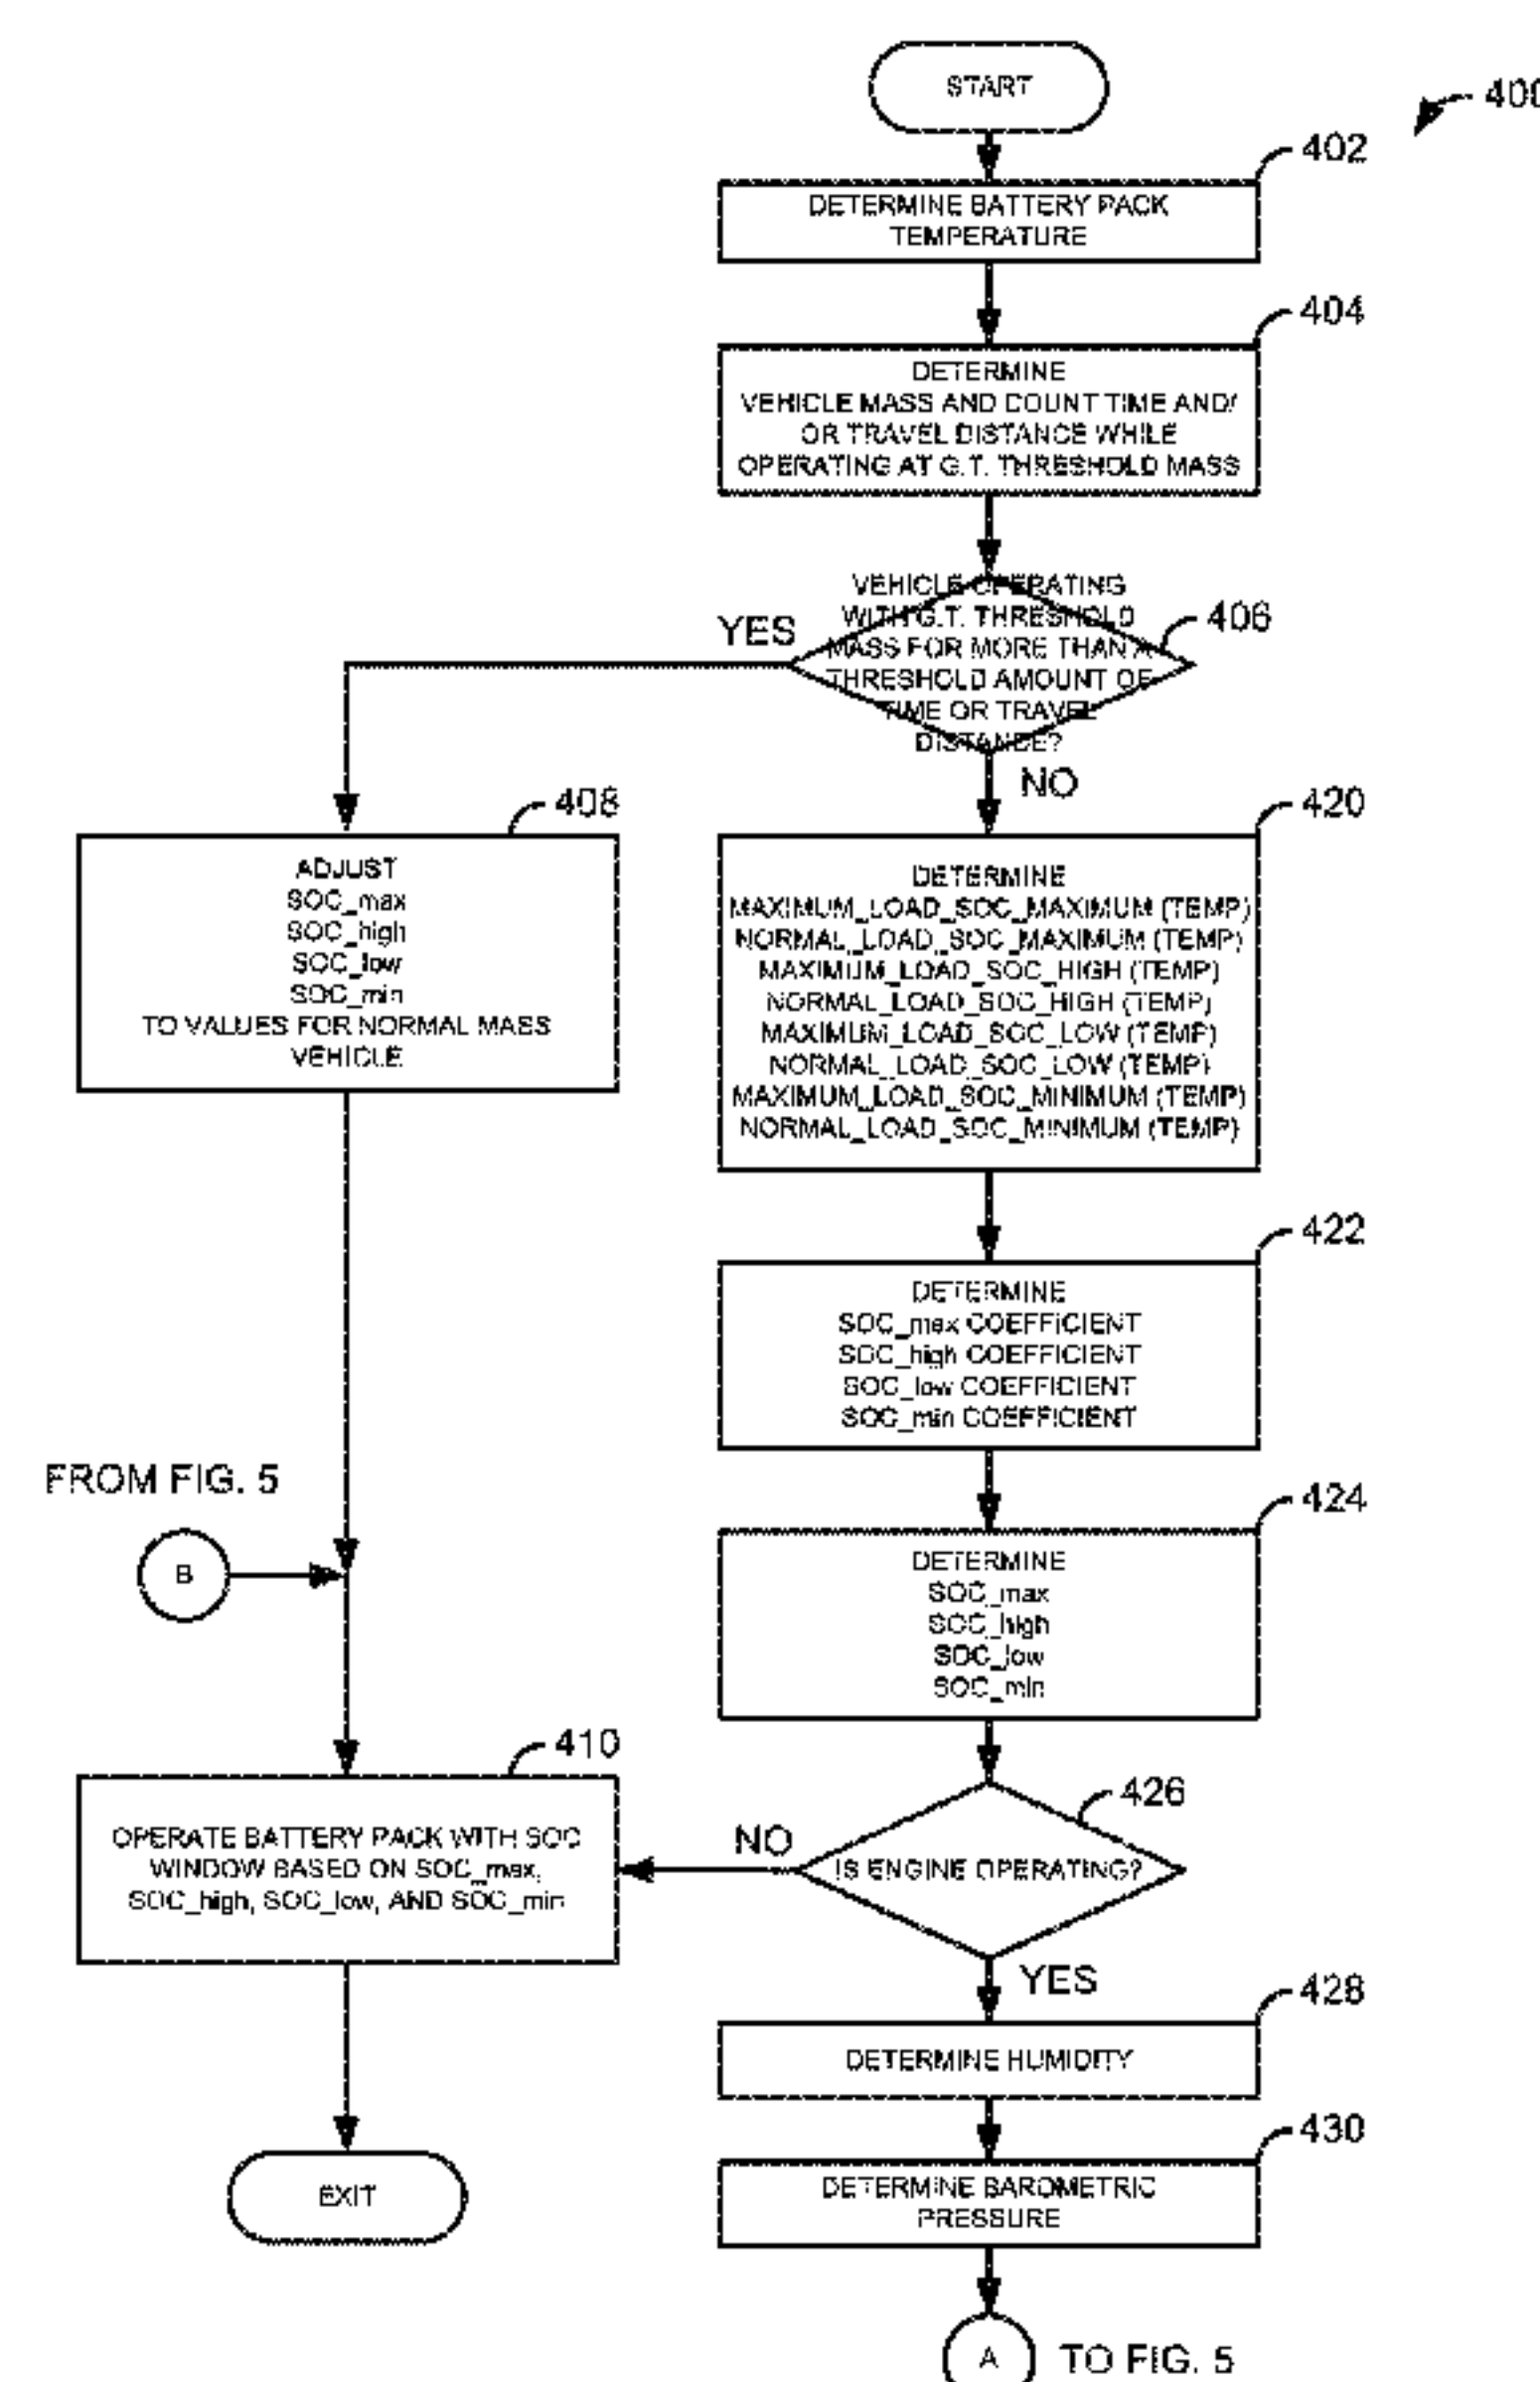 START
400
402
DETERMINE BATTERY PACK
TEMPERATURE
404
DETERMINE
VEHICLE MASS AND COUNT TIME AND/
OR TRAVEL DISTANCE WHILE
OPERATING AT G.T. THRESHOLD MASS
VEHICLE OPERATING
WITH G.T. THRESHOLD
MASS FOR MORE THAN A
THRESHOLD AMOUNT OF
TIME OR TRAVEL
DISTANCE?
406
YES
NO
408
ADJUST
SOC_max
SOC_high
SOC_low
SOC_min
TO VALUES FOR NORMAL MASS
VEHICLE
420
DETERMINE
MAXIMUM_LOAD_SOC_MAXIMUM (TEMP)
NORMAL_LOAD_SOC_MAXIMUM (TEMP)
MAXIMUM_LOAD_SOC_HIGH (TEMP)
NORMAL_LOAD_SOC_HIGH (TEMP)
MAXIMUM_LOAD_SOC_LOW (TEMP)
NORMAL_LOAD_SOC_LOW (TEMP)
MAXIMUM_LOAD_SOC_MINIMUM (TEMP)
NORMAL_LOAD_SOC_MINIMUM (TEMP)
422
DETERMINE
SOC_max COEFFICIENT
SOC_high COEFFICIENT
SOC_low COEFFICIENT
SOC_min COEFFICIENT
FROM FIG. 5
B
424
DETERMINE
SOC_max
SOC_high
SOC_low
SOC_min
410
OPERATE BATTERY PACK WITH SOC
WINDOW BASED ON SOC_max,
SOC_high, SOC_low, AND SOC_min
426
IS ENGINE OPERATING?
NO
YES
428
DETERMINE HUMIDITY
430
DETERMINE BAROMETRIC
PRESSURE
EXIT
A
TO FIG. 5